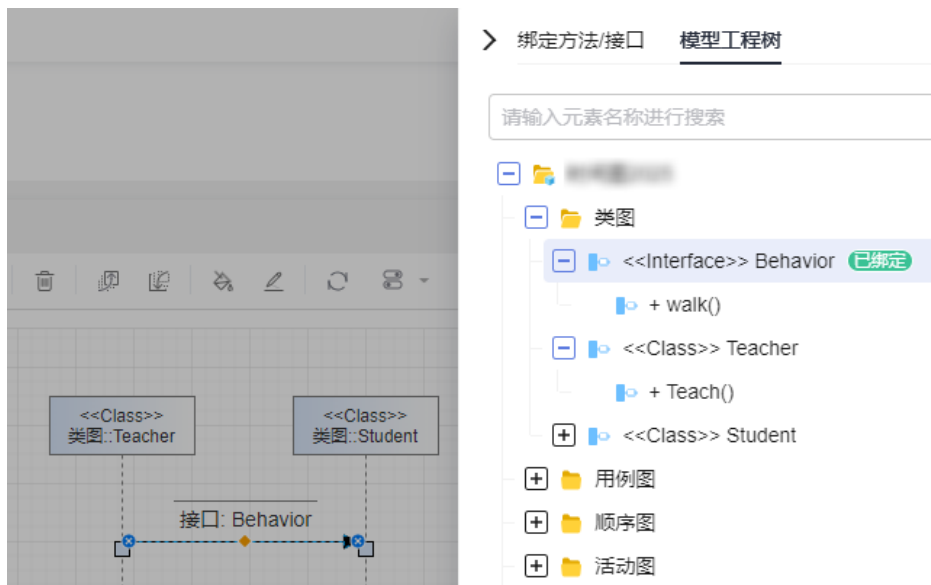 绑定方法/接口
模型工程树
请输入元素名称进行搜索
类图
<<Interface>> Behavior 已绑定
+ walk()
<<Class>> Teacher
+ Teach()
<<Class>> Student
用例图
顺序图
活动图
<<Class>>
类图::Teacher
<<Class>>
类图::Student
接口: Behavior